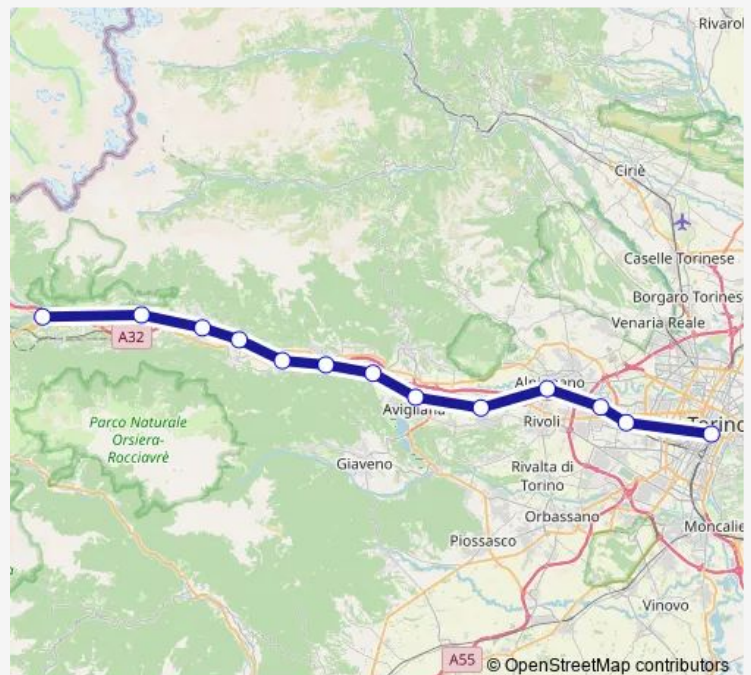 Rivarol
Ciriè
Caselle Torinese
Borgaro Torines
Venaria Reale
A32
Alpignano
Avigliana
Torino
Rivoli
Parco Naturale
Orsiera-
Rocciavrè
Giaveno
Rivalta di
Torino
Orbassano
Moncalie
Piossasco
Vinovo
A55
© OpenStreetMap contributors